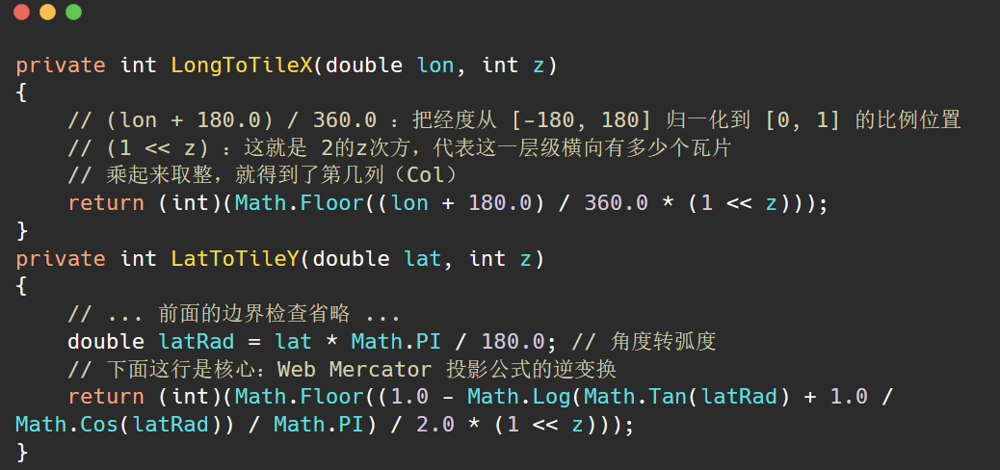 private int LongToTileX(double lon, int z)
{
    // (lon + 180.0) / 360.0 : 把经度从 [-180, 180] 归一化到 [0, 1] 的比例位置
    // (1 << z) : 这就是 2的z次方，代表这一层级横向有多少个瓦片
    // 乘起来取整，就得到了第几列（Col）
    return (int)(Math.Floor((lon + 180.0) / 360.0 * (1 << z)));
}
private int LatToTileY(double lat, int z)
{
    // ... 前面的边界检查省略 ...
    double latRad = lat * Math.PI / 180.0; // 角度转弧度
    // 下面这行是核心：Web Mercator 投影公式的逆变换
    return (int)(Math.Floor((1.0 - Math.Log(Math.Tan(latRad) + 1.0 /
Math.Cos(latRad)) / Math.PI) / 2.0 * (1 << z)));
}